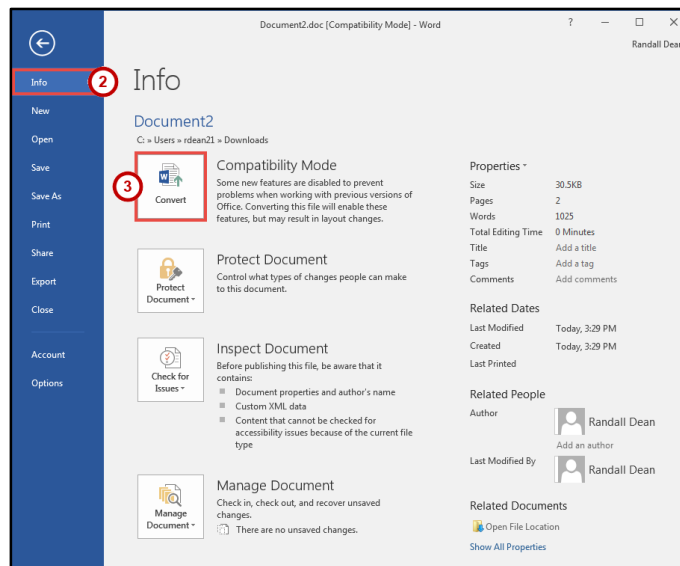 Document2.doc [Compatibility Mode] - Word
?
Randall Dean
Info
2
New
Open
Save
Save As
Print
Share
Export
Close
Account
Options
Info
Document2
C: » Users » rdean21 » Downloads
3
Convert
Compatibility Mode
Some new features are disabled to prevent
problems when working with previous versions of
Office. Converting this file will enable these
features, but may result in layout changes.
Protect
Document
Protect Document
Control what types of changes people can make
to this document.
Check for
Issues
Inspect Document
Before publishing this file, be aware that it
contains:
Document properties and author's name
Custom XML data
Content that cannot be checked for
accessibility issues because of the current file
type
Manage
Document
Manage Document
Check in, check out, and recover unsaved
changes.
There are no unsaved changes.
Properties
Size 30.5KB
Pages 2
Words 1025
Total Editing Time 0 Minutes
Title Add a title
Tags Add a tag
Comments Add comments
Related Dates
Last Modified Today, 3:29 PM
Created Today, 3:29 PM
Last Printed
Related People
Author Randall Dean
Add an author
Last Modified By Randall Dean
Related Documents
Open File Location
Show All Properties